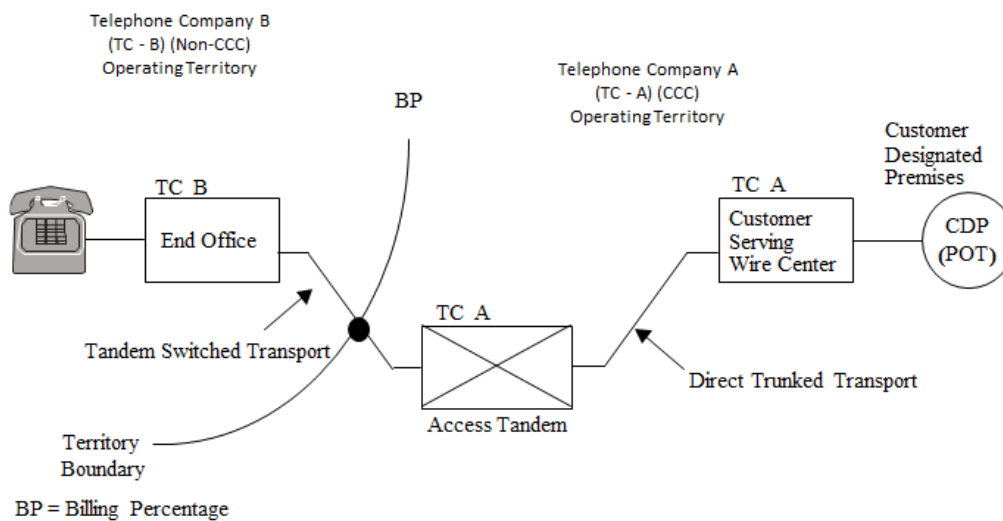 Telephone Company B
(TC - B) (Non-CCC)
Operating Territory
Telephone Company A
(TC - A) (CCC)
Operating Territory
BP
Customer
Designated
Premises
TC B
End Office
TC A
Customer
Serving
Wire Center
CDP
(POT)
TC A
Tandem Switched Transport
Direct Trunked Transport
Access Tandem
Territory
Boundary
BP = Billing Percentage